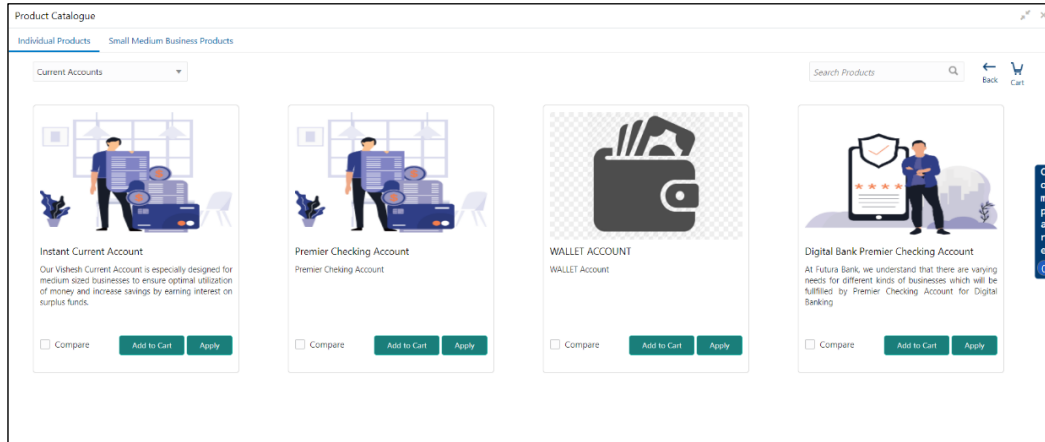 Product Catalogue
Individual Products Small Medium Business Products
Current Accounts
Search Products
Back
Cart
Instant Current Account
Our Vishesh Current Account is especially designed for
medium sized businesses to ensure optimal utilization
of money and increase savings by earning interest on
surplus funds.
Compare
Add to Cart
Apply
Premier Checking Account
Premier Cheking Account
Compare
Add to Cart
Apply
WALLET ACCOUNT
WALLET Account
Compare
Add to Cart
Apply
Digital Bank Premier Checking Account
At Futura Bank, we understand that there are varying
needs for different kinds of businesses which will be
fullfilled by Premier Checking Account for Digital
Banking
Compare
Add to Cart
Apply
Compare